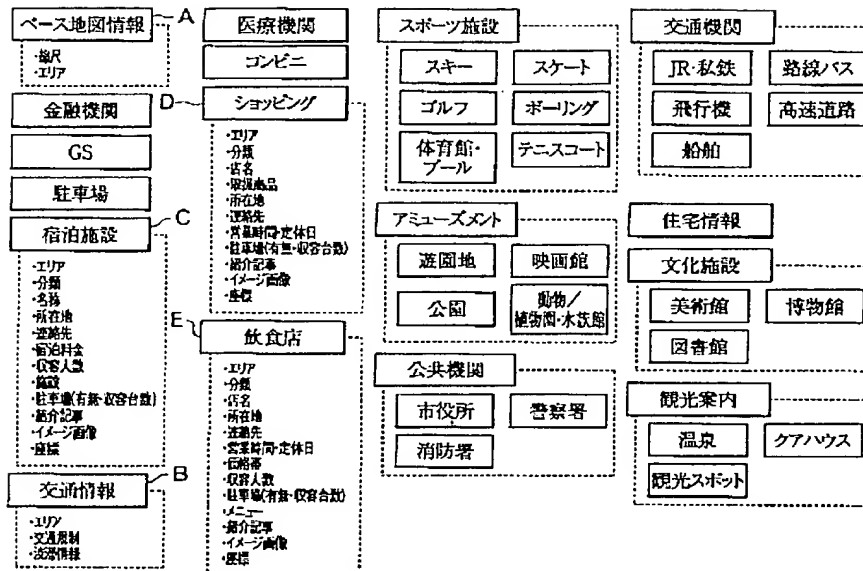 ベース地図情報
A
・縮尺
・エリア
金融機関
GS
駐車場
宿泊施設
C
・エリア
・分類
・名称
・所在地
・連絡先
・宿泊料金
・収容人数
・施設
・駐車場(有無・収容台数)
・紹介記事
・イメージ画像
・座標
交通情報
B
・エリア
・交通規制
・渋滞情報
医療機関
コンビニ
D
ショッピング
・エリア
・分類
・店名
・取扱商品
・所在地
・連絡先
・営業時間・定休日
・駐車場(有無・収容台数)
・紹介記事
・イメージ画像
・座標
E
飲食店
・エリア
・分類
・店名
・所在地
・連絡先
・営業時間・定休日
・価格帯
・収容人数
・駐車場(有無・収容台数)
・メニュー
・紹介記事
・イメージ画像
・座標
スポーツ施設
スキー
スケート
ゴルフ
ボーリング
体育館・
プール
テニスコート
アミューズメント
遊園地
映画館
公園
動物/
植物園・水族館
公共機関
市役所
警察署
消防署
交通機関
JR・私鉄
路線バス
飛行機
高速道路
船舶
住宅情報
文化施設
美術館
博物館
図書館
観光案内
温泉
クアハウス
観光スポット